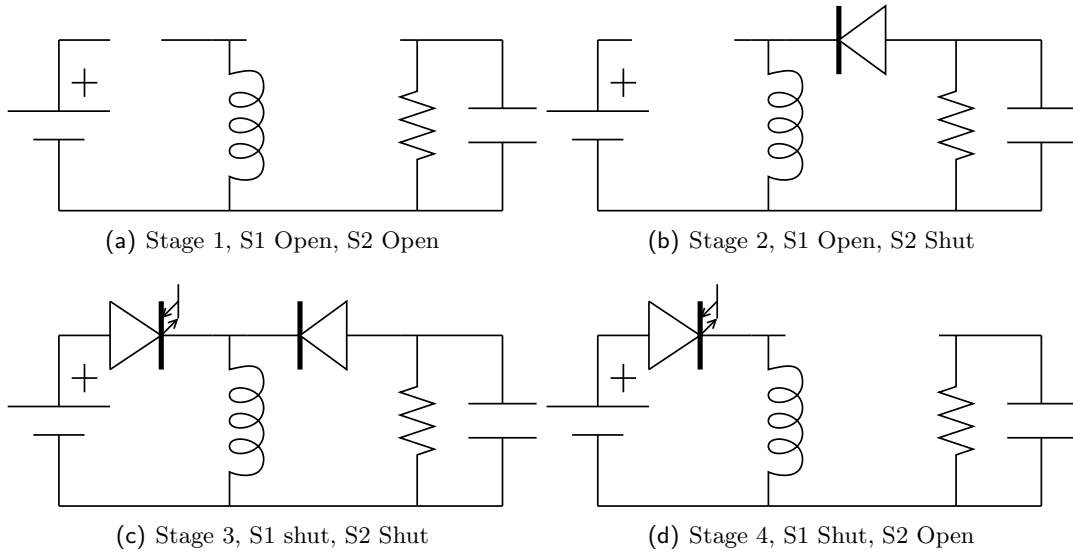 (a) Stage 1, S1 Open, S2 Open
(b) Stage 2, S1 Open, S2 Shut
(c) Stage 3, S1 shut, S2 Shut
(d) Stage 4, S1 Shut, S2 Open